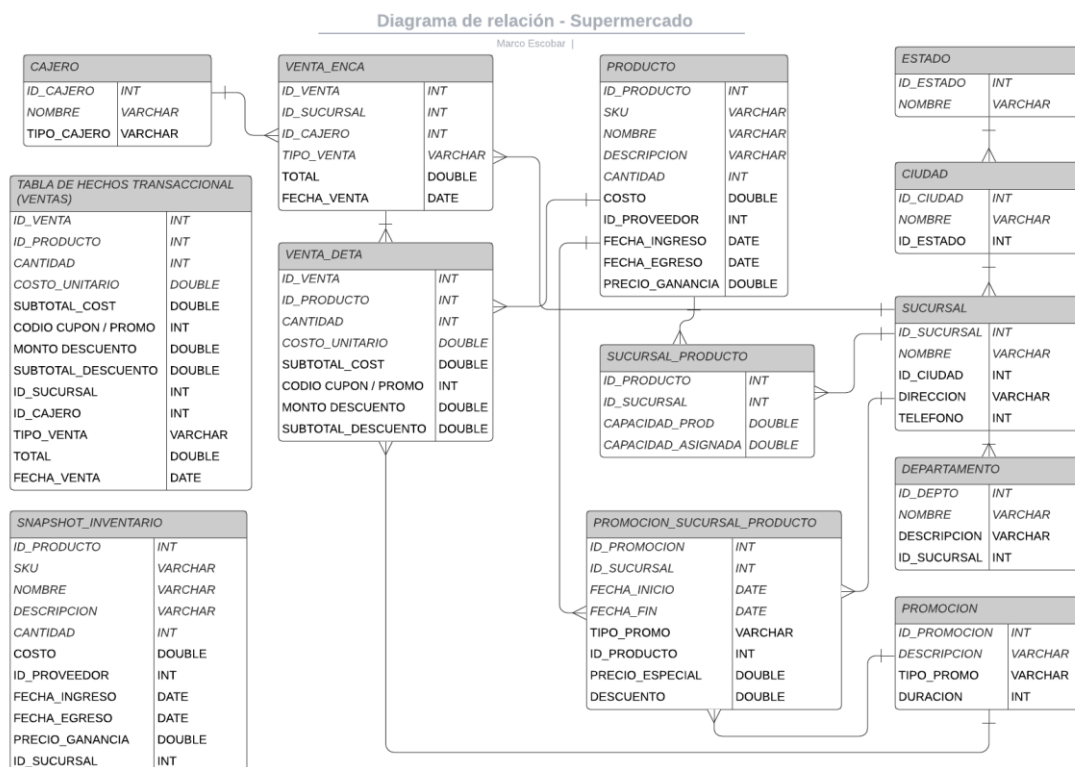 Diagrama de relación - Supermercado
Marco Escobar |
CAJERO
ID_CAJERO INT
NOMBRE VARCHAR
TIPO_CAJERO VARCHAR
TABLA DE HECHOS TRANSACCIONAL
(VENTAS)
ID_VENTA INT
ID_PRODUCTO INT
CANTIDAD INT
COSTO_UNITARIO DOUBLE
SUBTOTAL_COST DOUBLE
CODIO CUPON / PROMO INT
MONTO DESCUENTO DOUBLE
SUBTOTAL_DESCUENTO DOUBLE
ID_SUCURSAL INT
ID_CAJERO INT
TIPO_VENTA VARCHAR
TOTAL DOUBLE
FECHA_VENTA DATE
SNAPSHOT_INVENTARIO
ID_PRODUCTO INT
SKU VARCHAR
NOMBRE VARCHAR
DESCRIPCION VARCHAR
CANTIDAD INT
COSTO DOUBLE
ID_PROVEEDOR INT
FECHA_INGRESO DATE
FECHA_EGRESO DATE
PRECIO_GANANCIA DOUBLE
ID_SUCURSAL INT
VENTA_ENCA
ID_VENTA INT
ID_SUCURSAL INT
ID_CAJERO INT
TIPO_VENTA VARCHAR
TOTAL DOUBLE
FECHA_VENTA DATE
VENTA_DETA
ID_VENTA INT
ID_PRODUCTO INT
CANTIDAD INT
COSTO_UNITARIO DOUBLE
SUBTOTAL_COST DOUBLE
CODIO CUPON / PROMO INT
MONTO DESCUENTO DOUBLE
SUBTOTAL_DESCUENTO DOUBLE
PRODUCTO
ID_PRODUCTO INT
SKU VARCHAR
NOMBRE VARCHAR
DESCRIPCION VARCHAR
CANTIDAD INT
COSTO DOUBLE
ID_PROVEEDOR INT
FECHA_INGRESO DATE
FECHA_EGRESO DATE
PRECIO_GANANCIA DOUBLE
SUCURSAL_PRODUCTO
ID_PRODUCTO INT
ID_SUCURSAL INT
CAPACIDAD_PROD DOUBLE
CAPACIDAD_ASIGNADA DOUBLE
PROMOCION_SUCURSAL_PRODUCTO
ID_PROMOCION INT
ID_SUCURSAL INT
FECHA_INICIO DATE
FECHA_FIN DATE
TIPO_PROMO VARCHAR
ID_PRODUCTO INT
PRECIO_ESPECIAL DOUBLE
DESCUENTO DOUBLE
ESTADO
ID_ESTADO INT
NOMBRE VARCHAR
CIUDAD
ID_CIUDAD INT
NOMBRE VARCHAR
ID_ESTADO INT
SUCURSAL
ID_SUCURSAL INT
NOMBRE VARCHAR
ID_CIUDAD INT
DIRECCION VARCHAR
TELEFONO INT
DEPARTAMENTO
ID_DEPTO INT
NOMBRE VARCHAR
DESCRIPCION VARCHAR
ID_SUCURSAL INT
PROMOCION
ID_PROMOCION INT
DESCRIPCION VARCHAR
TIPO_PROMO VARCHAR
DURACION INT